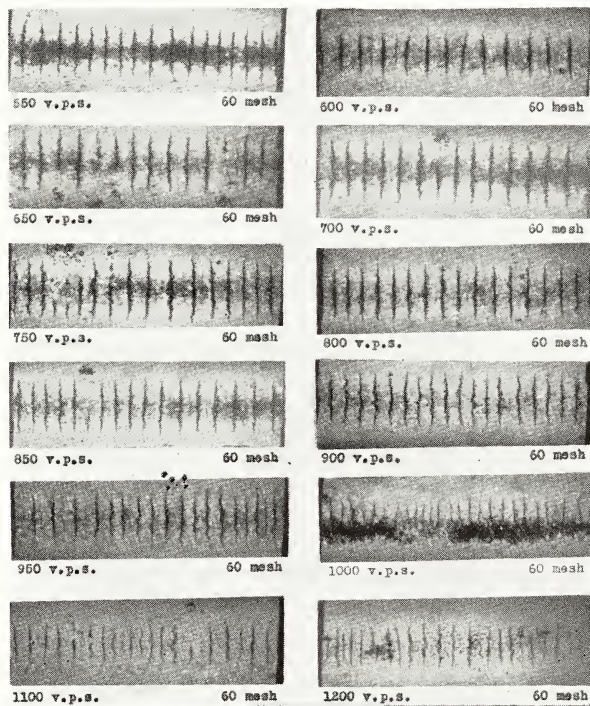 550 v.p.s. 60 mesh
600 v.p.s. 60 mesh
650 v.p.s. 60 mesh
700 v.p.s. 60 mesh
750 v.p.s. 60 mesh
800 v.p.s. 60 mesh
850 v.p.s. 60 mesh
900 v.p.s. 60 mesh
950 v.p.s. 60 mesh
1000 v.p.s. 60 mesh
1100 v.p.s. 60 mesh
1200 v.p.s. 60 mesh